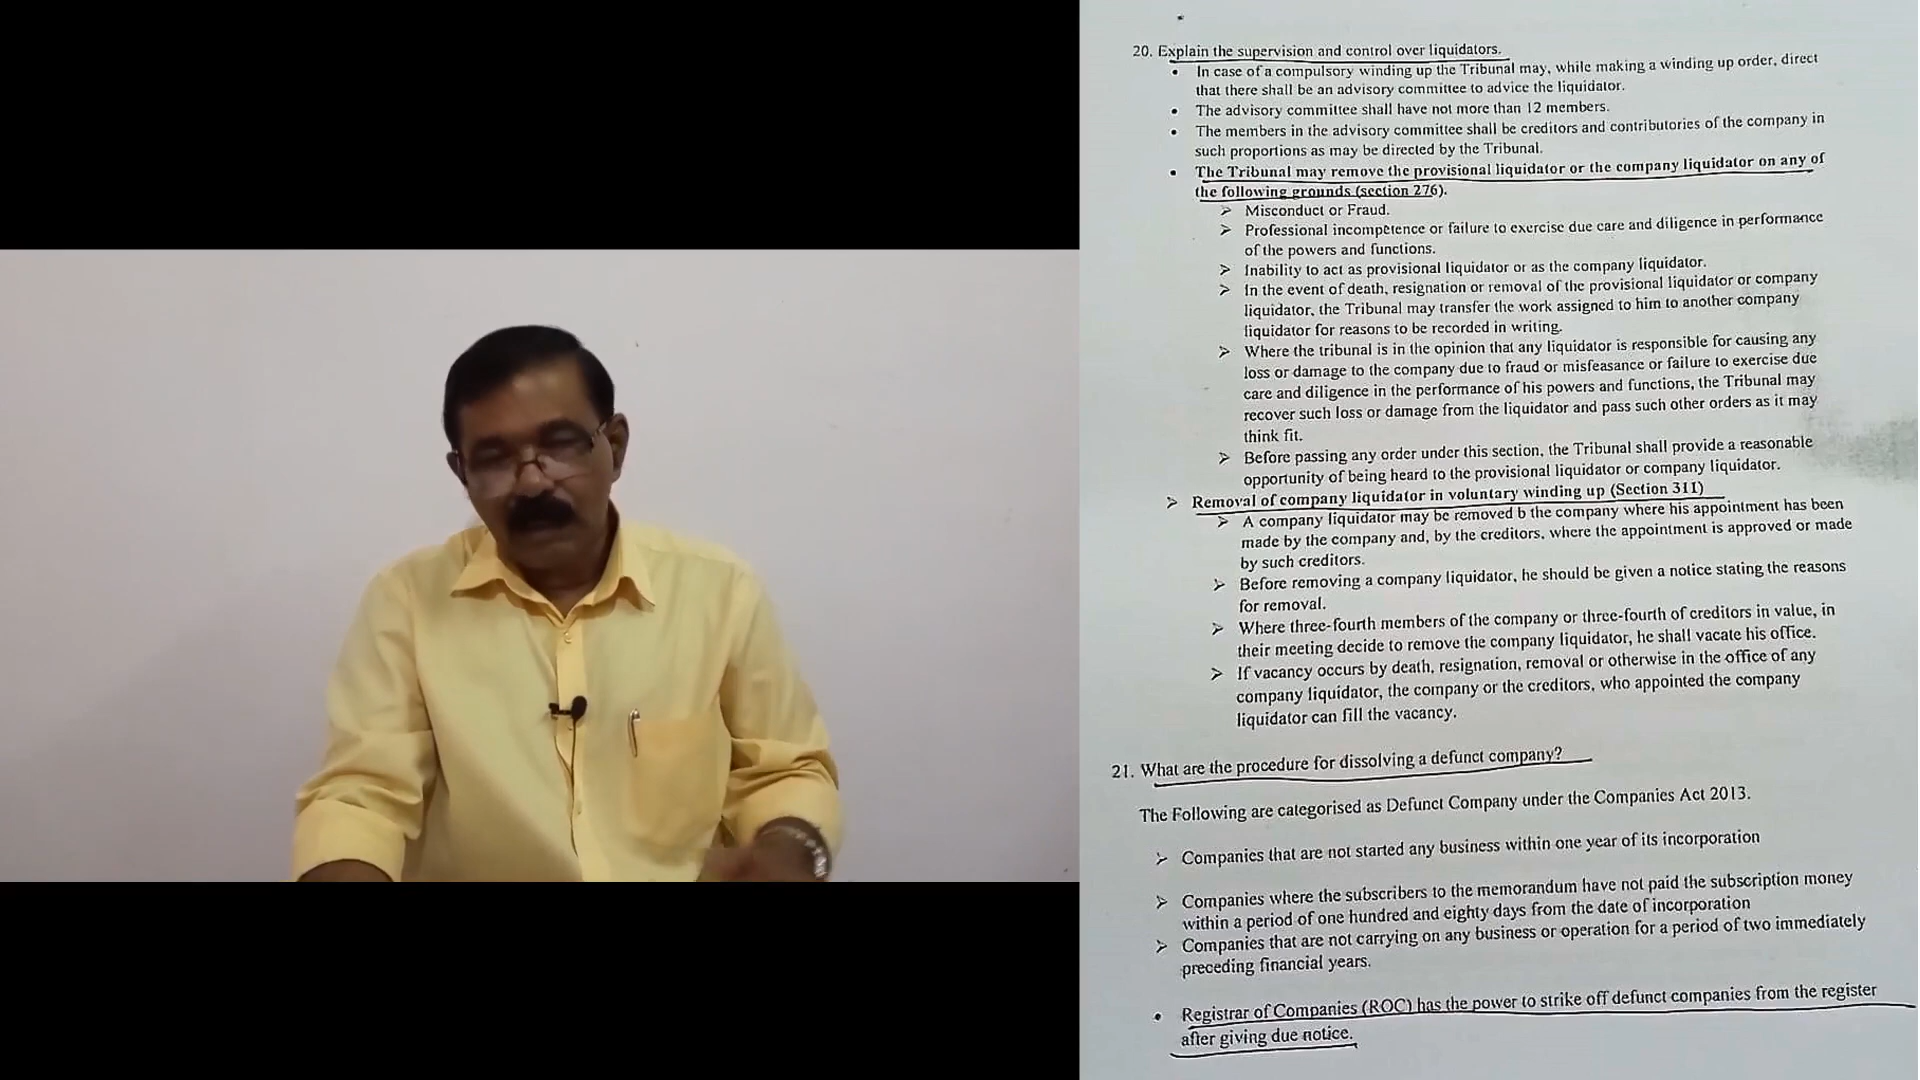 20. Explain the supervision and control over liquidators.
• In case of a compulsory winding up the Tribunal may, while making a winding up order, direct
that there shall be an advisory committee to advice the liquidator.
• The advisory committee shall have not more than 12 members.
• The members in the advisory committee shall be creditors and contributories of the company in
such proportions as may be directed by the Tribunal.
• The Tribunal may remove the provisional liquidator or the company liquidator on any of
the following grounds (section 276).
➢ Misconduct or Fraud.
➢ Professional incompetence or failure to exercise due care and diligence in performance
of the powers and functions.
➢ Inability to act as provisional liquidator or as the company liquidator.
➢ In the event of death, resignation or removal of the provisional liquidator or company
liquidator, the Tribunal may transfer the work assigned to him to another company
liquidator for reasons to be recorded in writing.
➢ Where the tribunal is in the opinion that any liquidator is responsible for causing any
loss or damage to the company due to fraud or misfeasance or failure to exercise due
care and diligence in the performance of his powers and functions, the Tribunal may
recover such loss or damage from the liquidator and pass such other orders as it may
think fit.
➢ Before passing any order under this section, the Tribunal shall provide a reasonable
opportunity of being heard to the provisional liquidator or company liquidator.
➢ Removal of company liquidator in voluntary winding up (Section 311)
➢ A company liquidator may be removed b the company where his appointment has been
made by the company and, by the creditors, where the appointment is approved or made
by such creditors.
➢ Before removing a company liquidator, he should be given a notice stating the reasons
for removal.
➢ Where three-fourth members of the company or three-fourth of creditors in value, in
their meeting decide to remove the company liquidator, he shall vacate his office.
➢ If vacancy occurs by death, resignation, removal or otherwise in the office of any
company liquidator, the company or the creditors, who appointed the company
liquidator can fill the vacancy.
21. What are the procedure for dissolving a defunct company?
The Following are categorised as Defunct Company under the Companies Act 2013.
➢ Companies that are not started any business within one year of its incorporation
➢ Companies where the subscribers to the memorandum have not paid the subscription money
within a period of one hundred and eighty days from the date of incorporation
➢ Companies that are not carrying on any business or operation for a period of two immediately
preceding financial years.
• Registrar of Companies (ROC) has the power to strike off defunct companies from the register
after giving due notice.